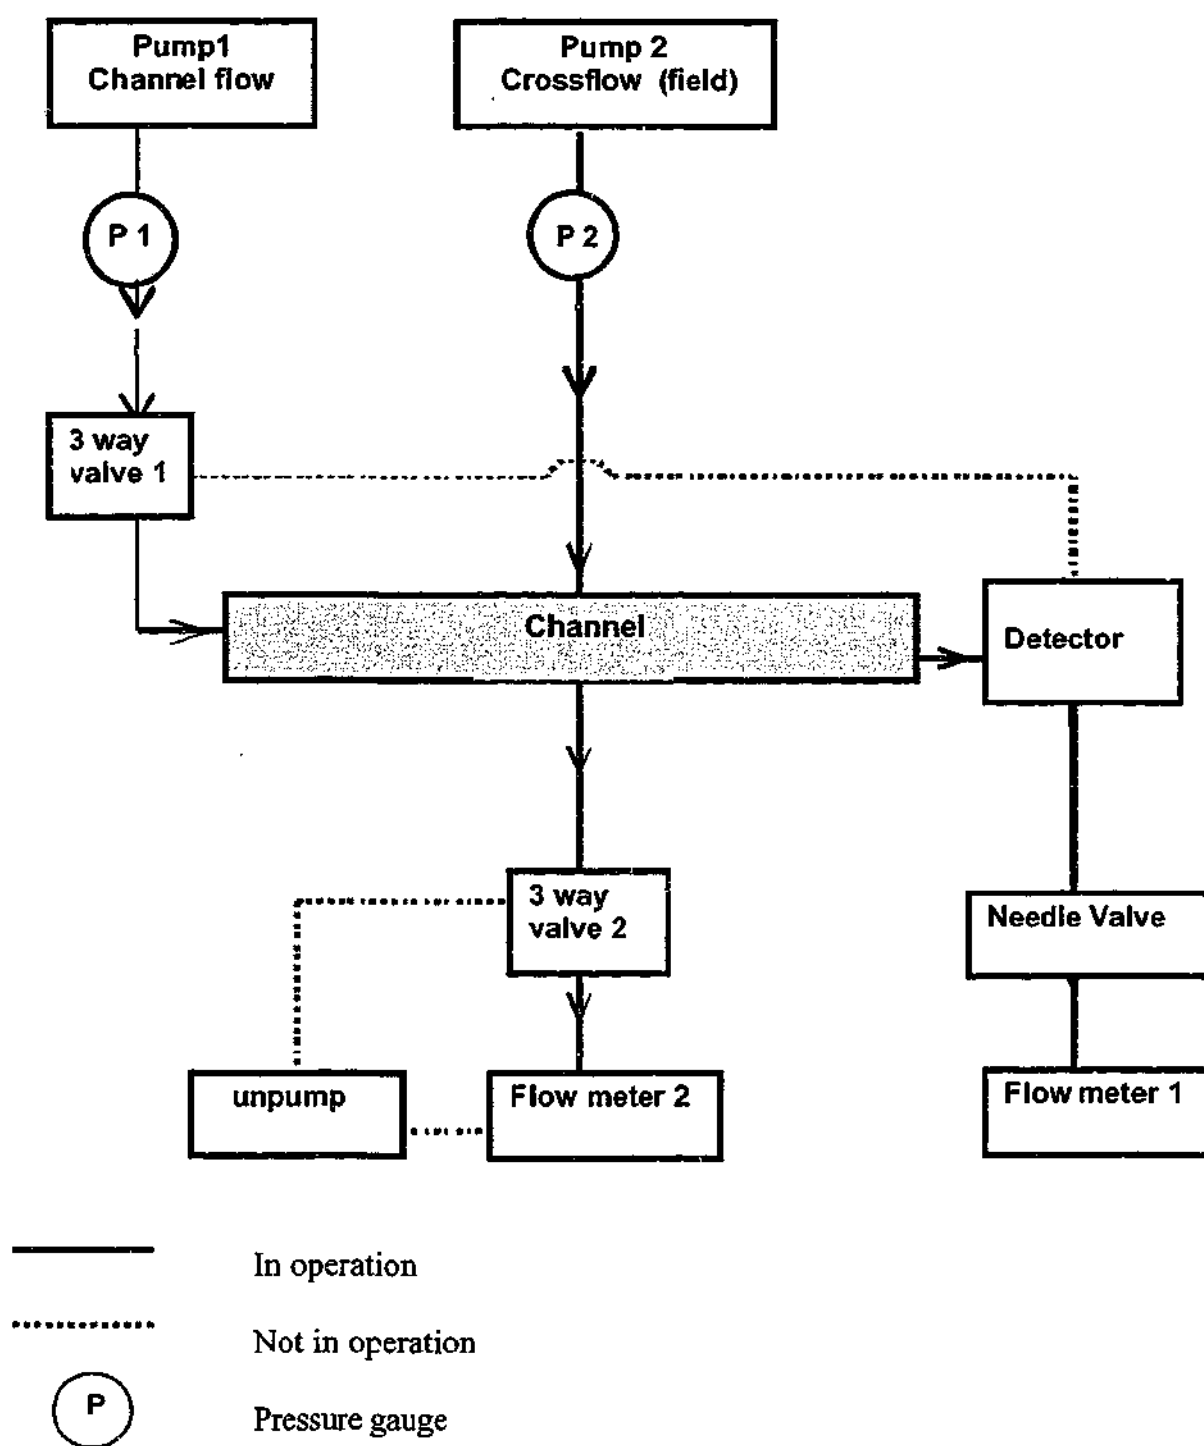 Pump1
Channel flow
Pump 2
Crossflow (field)
P 1
P 2
3 way
valve 1
Channel
Detector
3 way
valve 2
Needle Valve
unpump
Flow meter 2
Flow meter 1
In operation
Not in operation
P
Pressure gauge